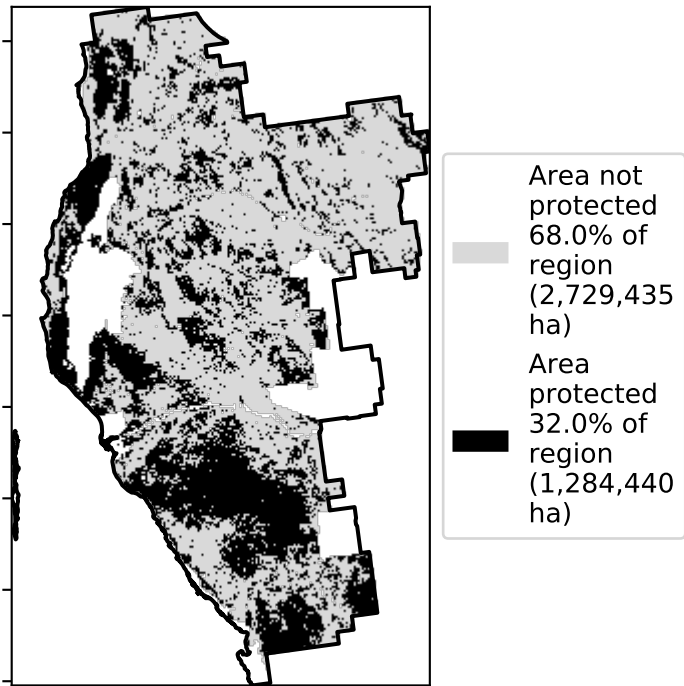 Area not
protected
68.0% of
region
(2,729,435
ha)
Area
protected
32.0% of
region
(1,284,440
ha)